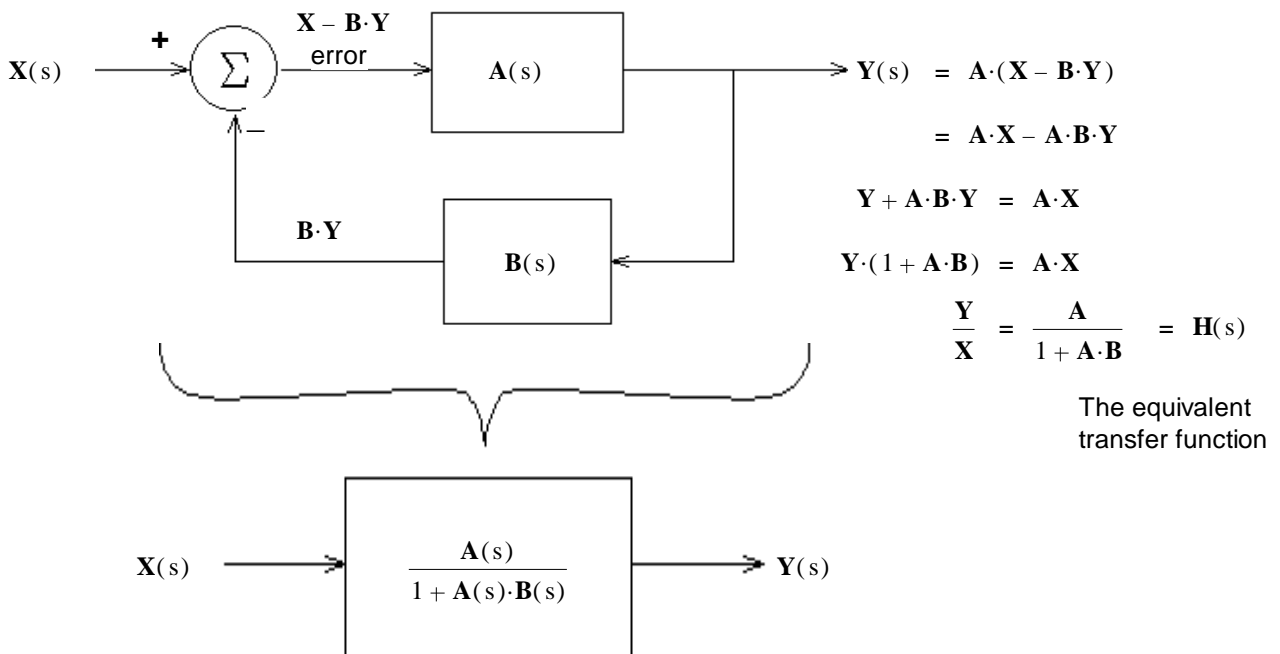 X – B·Y
+
error
X(s)
Σ
A(s)
Y(s) = A·(X – B·Y)
–
= A·X – A·B·Y
Y + A·B·Y = A·X
B·Y
B(s)
Y·(1 + A·B) = A·X
Y
X
=
A
1 + A·B
= H(s)
The equivalent
transfer function
X(s)
A(s)
1 + A(s)·B(s)
Y(s)